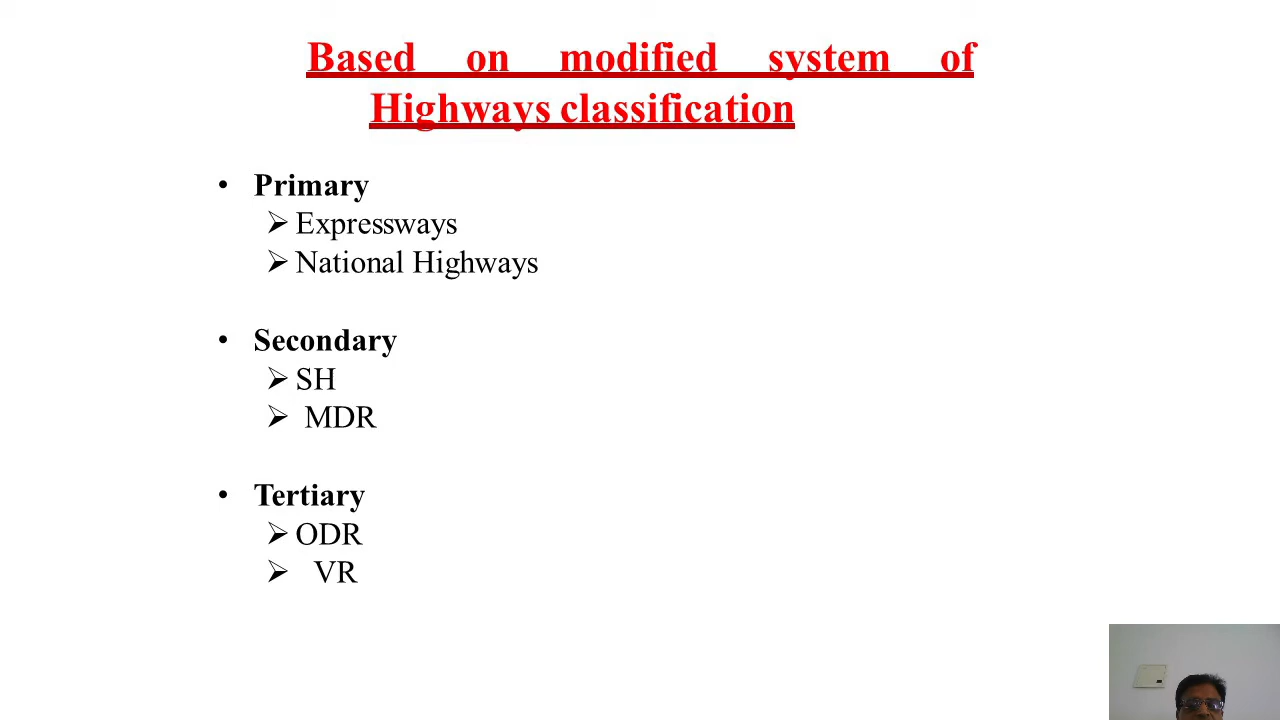 Based on modified system of
Highways classification
• Primary
➢ Expressways
➢ National Highways
• Secondary
➢ SH
➢ MDR
• Tertiary
➢ ODR
➢ VR